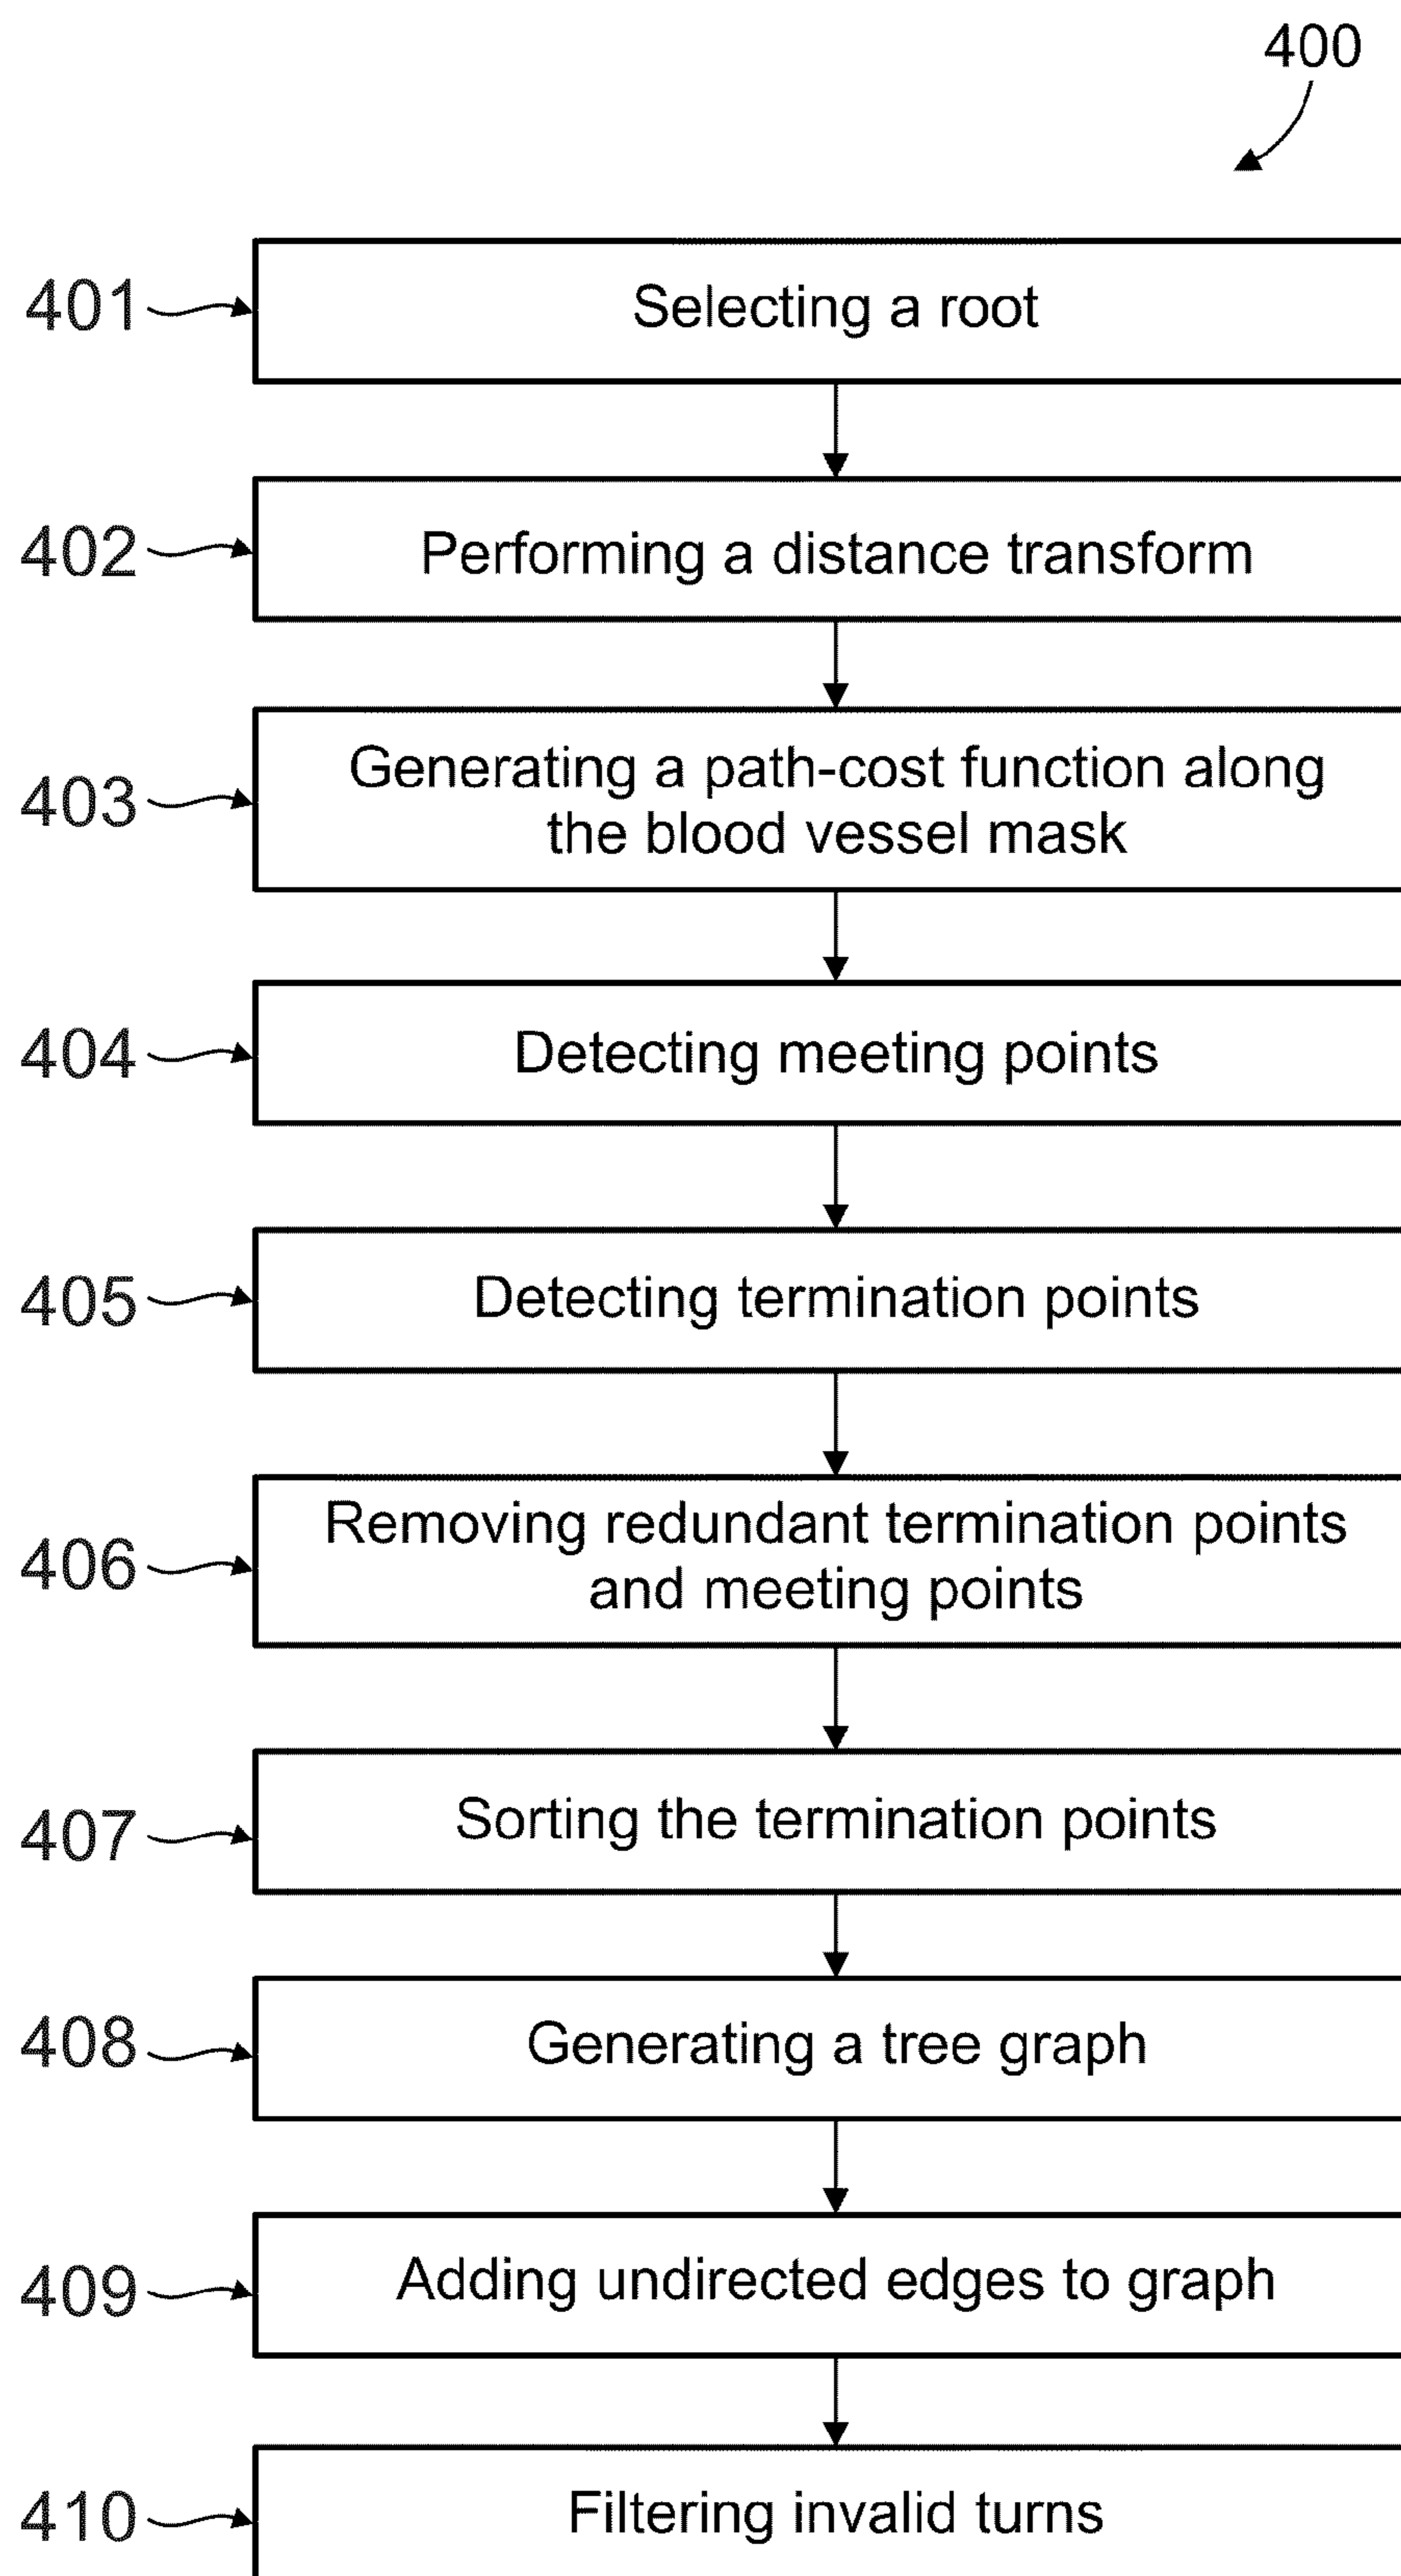 400
401
Selecting a root
402
Performing a distance transform
403
Generating a path-cost function along
the blood vessel mask
404
Detecting meeting points
405
Detecting termination points
406
Removing redundant termination points
and meeting points
407
Sorting the termination points
408
Generating a tree graph
409
Adding undirected edges to graph
410
Filtering invalid turns